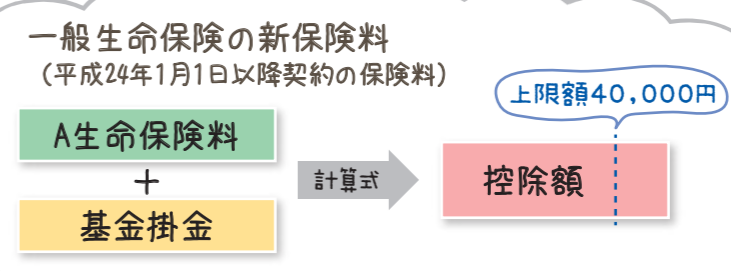 一般生命保険の新保険料
（平成24年1月1日以降契約の保険料）
上限額40,000円
A生命保険料
＋
基金掛金
計算式
控除額